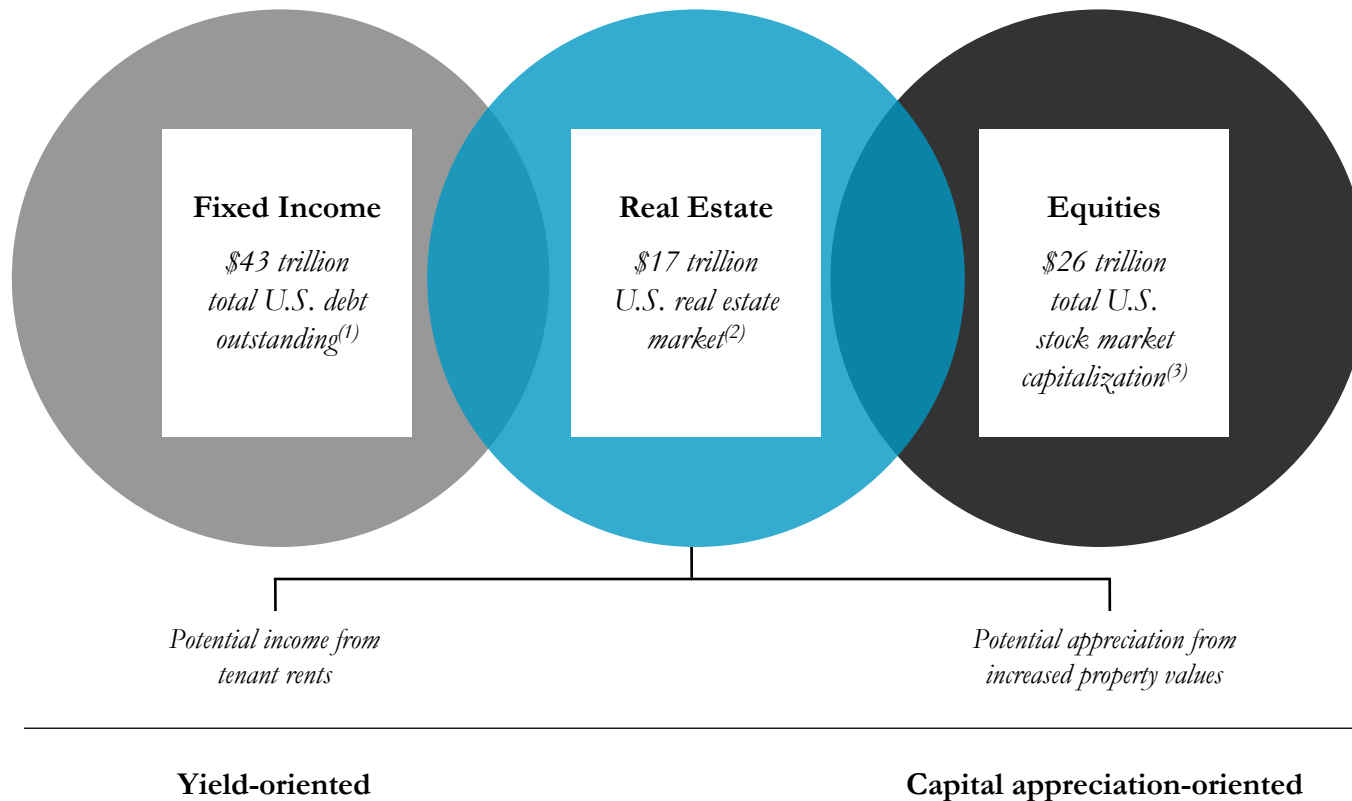 Fixed Income
$43 trillion
total U.S. debt
outstanding(1)
Real Estate
$17 trillion
U.S. real estate
market(2)
Equities
$26 trillion
total U.S.
stock market
capitalization(3)
Potential income from
tenant rents
Potential appreciation from
increased property values
Yield-oriented
Capital appreciation-oriented